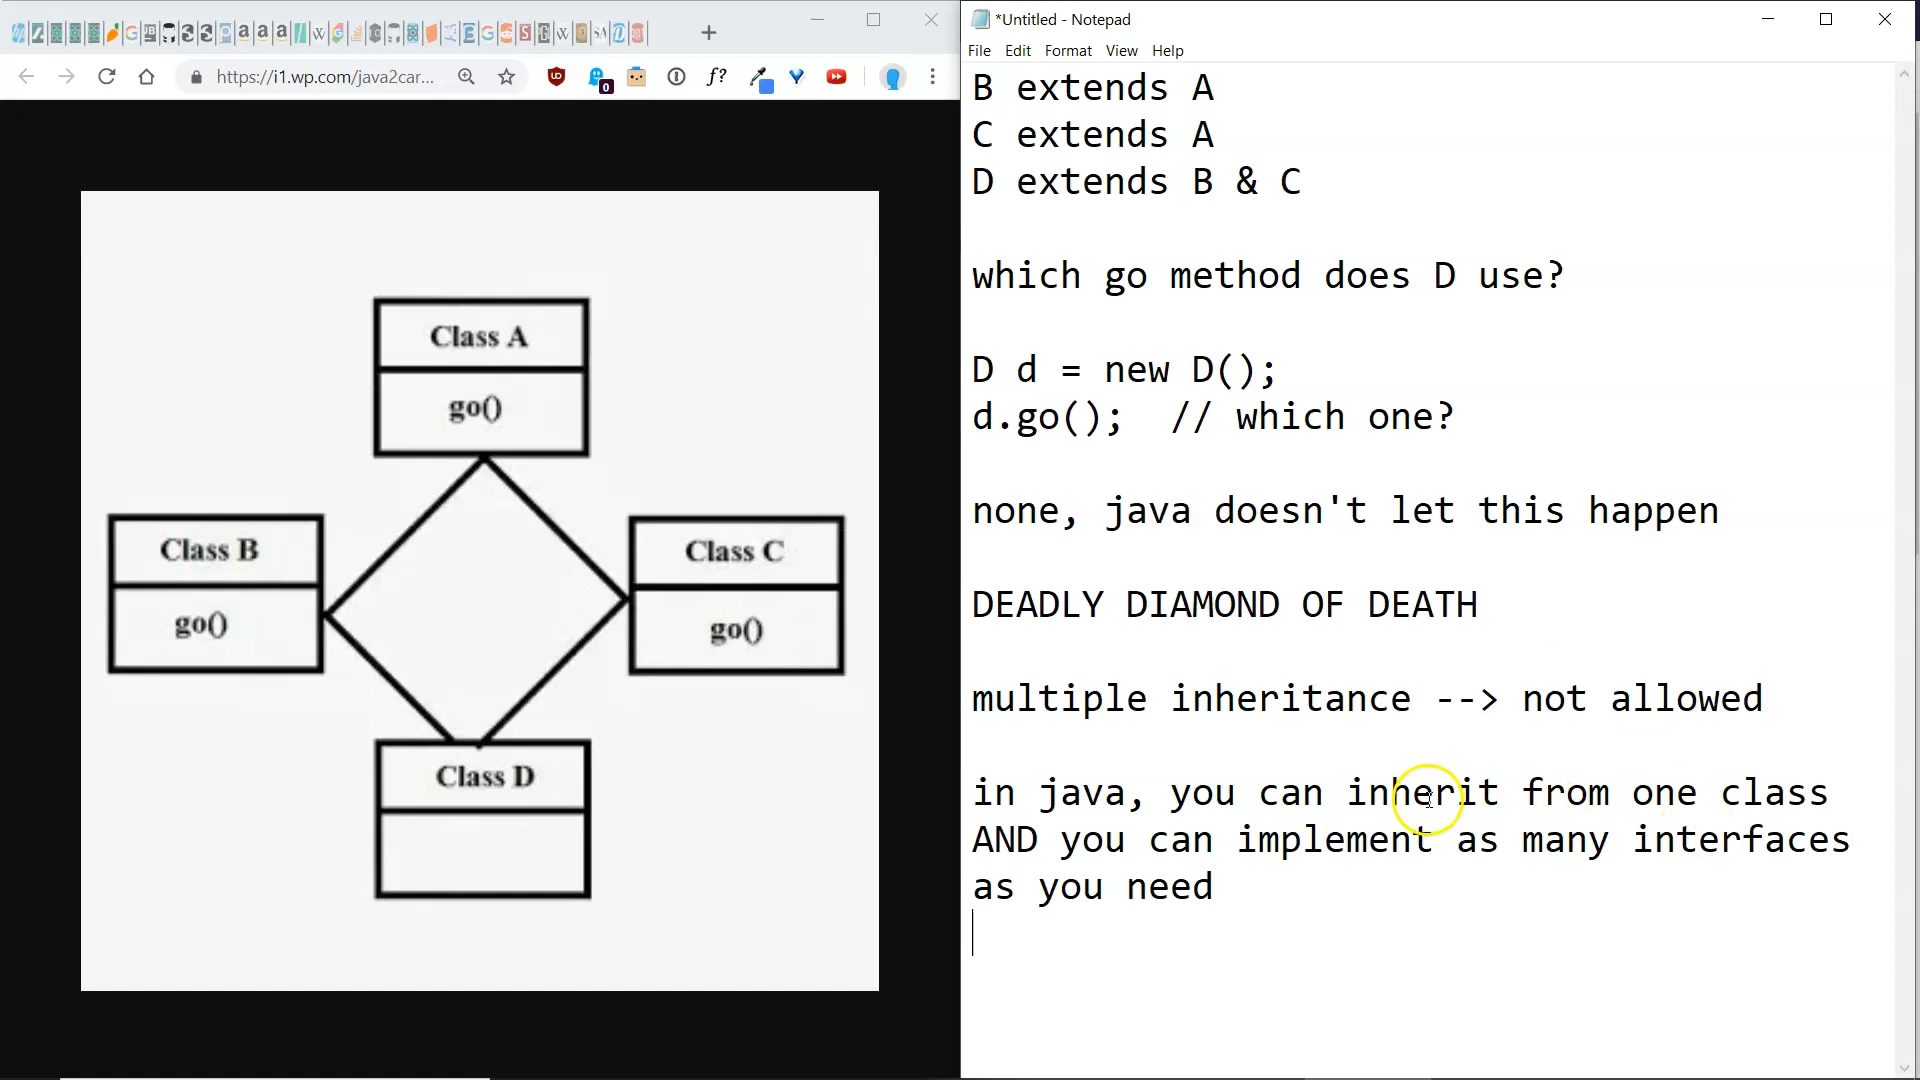 *Untitled - Notepad
https://i1.wp.com/java2car...
0
f?
File Edit Format View Help
B extends A
C extends A
D extends B & C
which go method does D use?
D d = new D();
d.go();  // which one?
none, java doesn't let this happen
DEADLY DIAMOND OF DEATH
multiple inheritance --> not allowed
in java, you can inherit from one class
AND you can implement as many interfaces
as you need
Class A
go()
Class B
go()
Class C
go()
Class D